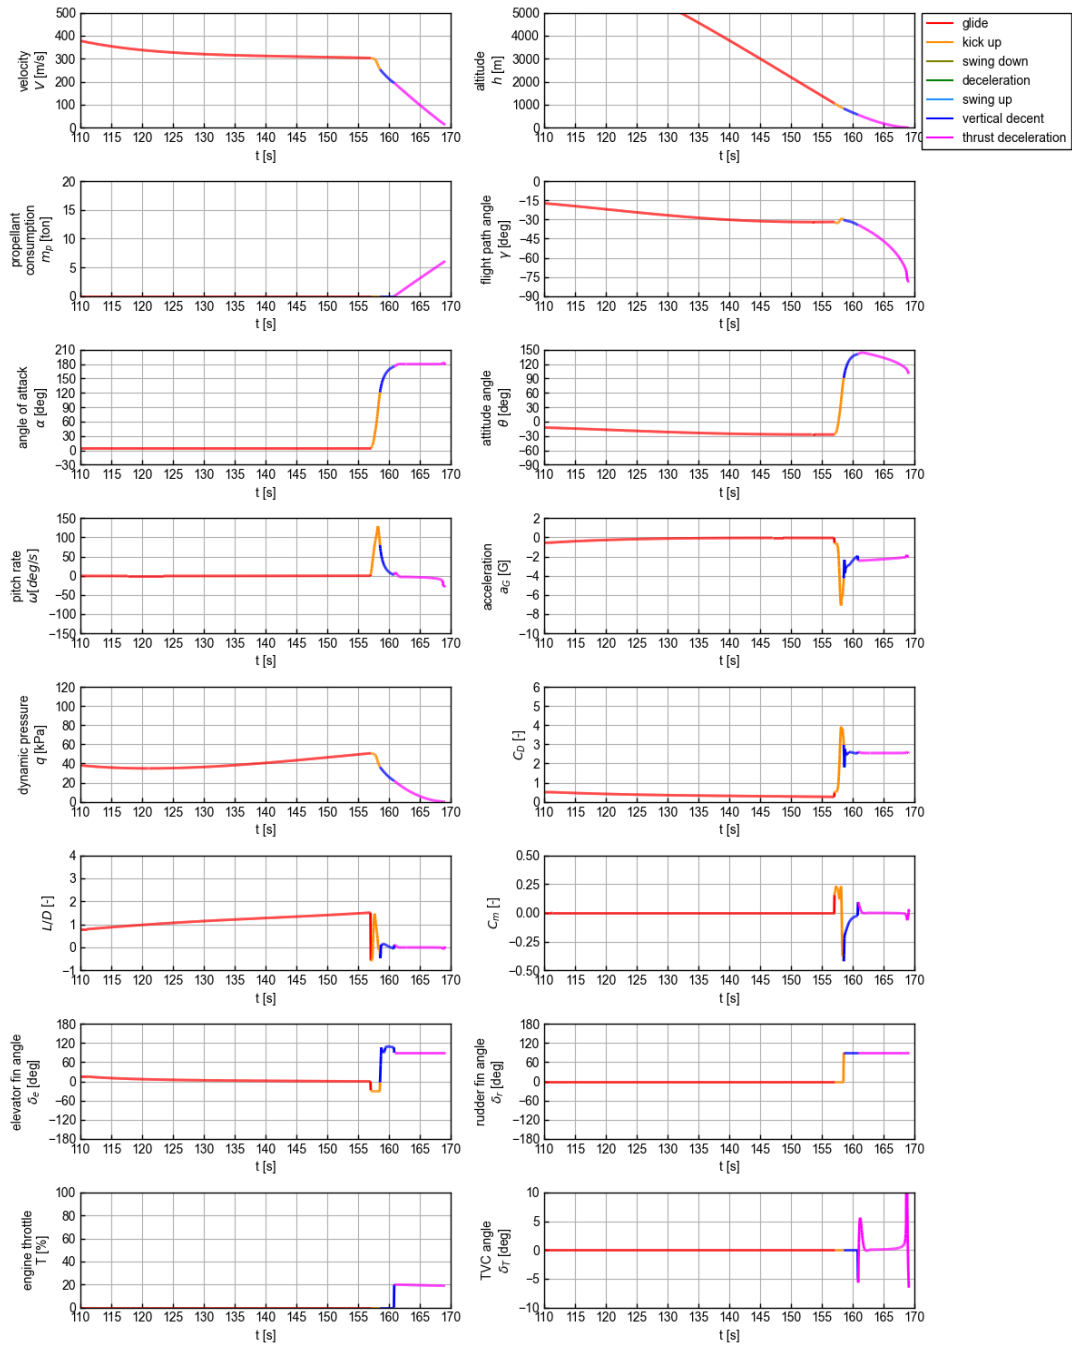 500
400
300
200
100
0
velocity
V [m/s]
110 115 120 125 130 135 140 145 150 155 160 165 170
t [s]
5000
4000
3000
2000
1000
0
altitude
h [m]
110 115 120 125 130 135 140 145 150 155 160 165 170
t [s]
glide
kick up
swing down
deceleration
swing up
vertical decent
thrust deceleration
20
15
10
5
0
propellant
consumption
mp [ton]
110 115 120 125 130 135 140 145 150 155 160 165 170
t [s]
0
−15
−30
−45
−60
−75
−90
flight path angle
γ [deg]
110 115 120 125 130 135 140 145 150 155 160 165 170
t [s]
210
180
150
120
90
60
30
0
−30
angle of attack
α [deg]
110 115 120 125 130 135 140 145 150 155 160 165 170
t [s]
150
120
90
60
30
0
−30
−60
−90
attitude angle
θ [deg]
110 115 120 125 130 135 140 145 150 155 160 165 170
t [s]
150
100
50
0
−50
−100
−150
pitch rate
ω[deg/s]
110 115 120 125 130 135 140 145 150 155 160 165 170
t [s]
2
0
−2
−4
−6
−8
−10
acceleration
aG [G]
110 115 120 125 130 135 140 145 150 155 160 165 170
t [s]
120
100
80
60
40
20
0
dynamic pressure
q [kPa]
110 115 120 125 130 135 140 145 150 155 160 165 170
t [s]
6
5
4
3
2
1
0
CD [-]
110 115 120 125 130 135 140 145 150 155 160 165 170
t [s]
4
3
2
1
0
−1
L/D [-]
110 115 120 125 130 135 140 145 150 155 160 165 170
t [s]
0.50
0.25
0.00
−0.25
−0.50
Cm [-]
110 115 120 125 130 135 140 145 150 155 160 165 170
t [s]
180
120
60
0
−60
−120
−180
elevator fin angle
δe [deg]
110 115 120 125 130 135 140 145 150 155 160 165 170
t [s]
180
120
60
0
−60
−120
−180
rudder fin angle
δr [deg]
110 115 120 125 130 135 140 145 150 155 160 165 170
t [s]
100
80
60
40
20
0
engine throttle
T [%]
110 115 120 125 130 135 140 145 150 155 160 165 170
t [s]
10
5
0
−5
−10
TVC angle
δT [deg]
110 115 120 125 130 135 140 145 150 155 160 165 170
t [s]